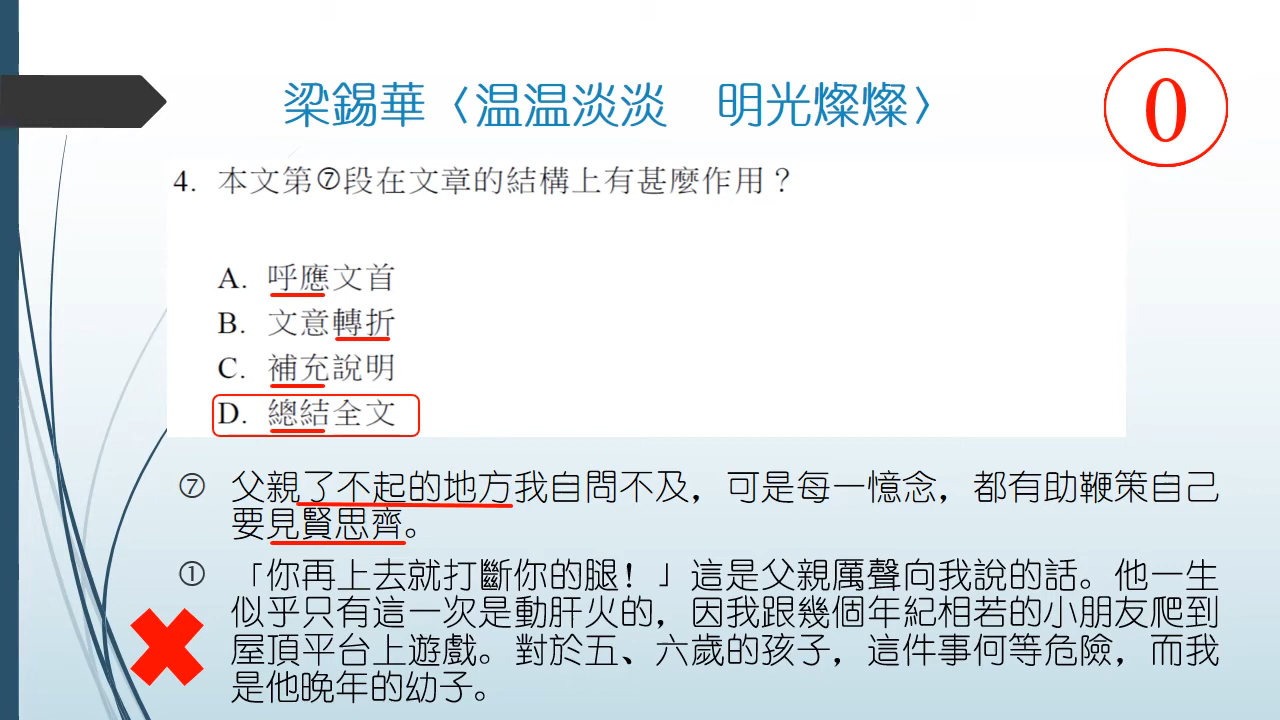 梁錫華〈温温淡淡　明光燦燦〉
0
4. 本文第⑦段在文章的結構上有甚麼作用？
A. 呼應文首
B. 文意轉折
C. 補充說明
D. 總結全文
⑦ 父親了不起的地方我自問不及，可是每一憶念，都有助鞭策自己
要見賢思齊。
① 「你再上去就打斷你的腿！」這是父親厲聲向我說的話。他一生
似乎只有這一次是動肝火的，因我跟幾個年紀相若的小朋友爬到
屋頂平台上遊戲。對於五、六歲的孩子，這件事何等危險，而我
是他晚年的幼子。